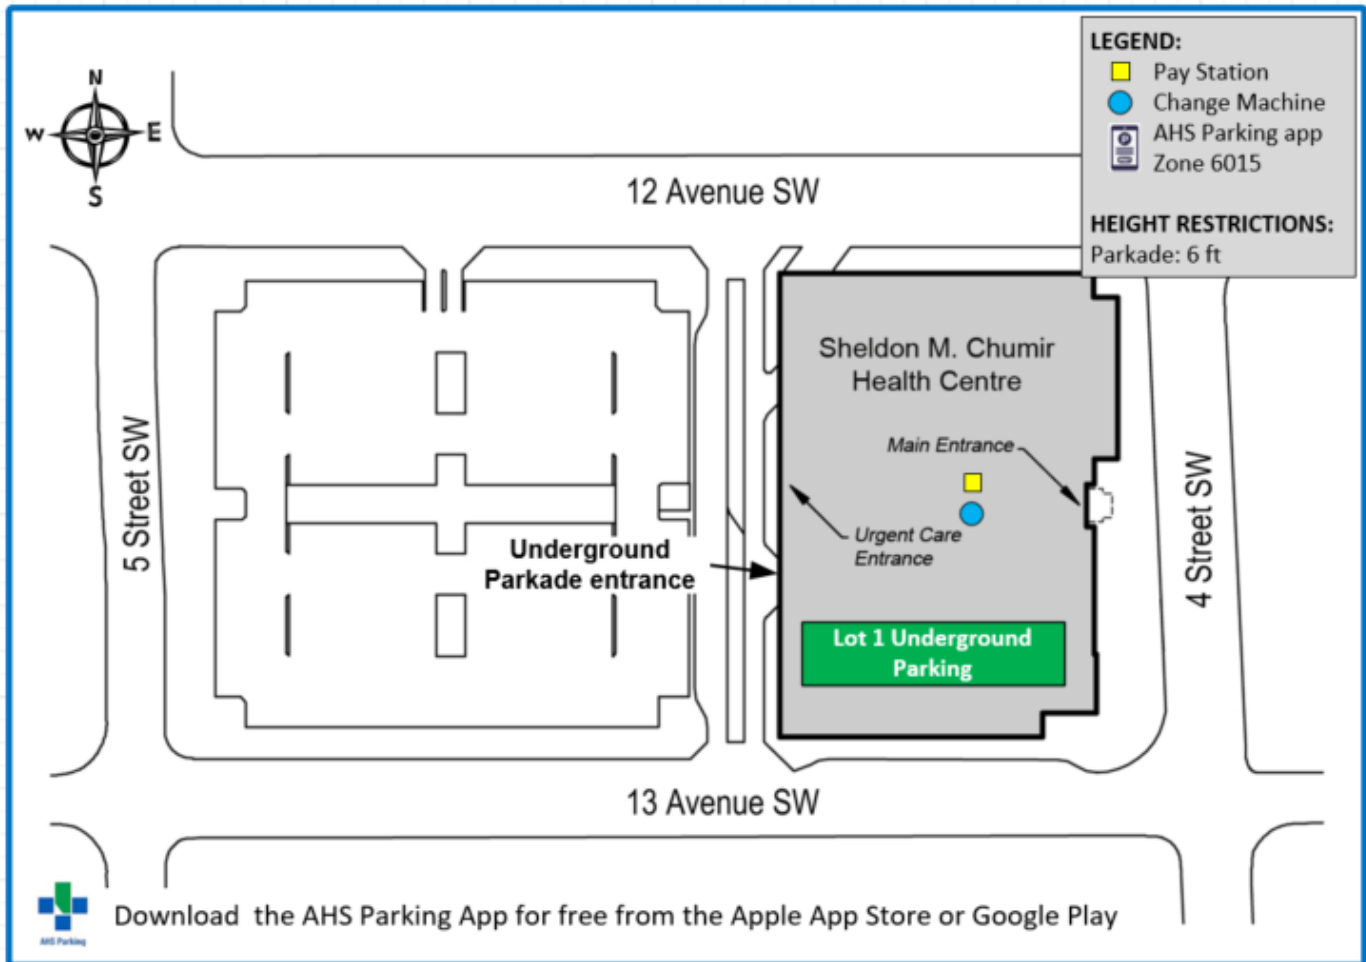 LEGEND:
Pay Station
Change Machine
AHS Parking app
Zone 6015
HEIGHT RESTRICTIONS:
Parkade: 6 ft
N
W
E
S
12 Avenue SW
Sheldon M. Chumir
Health Centre
Main Entrance
Urgent Care
Entrance
5 Street SW
4 Street SW
Underground
Parkade entrance
Lot 1 Underground
Parking
13 Avenue SW
AHS Parking
Download  the AHS Parking App for free from the Apple App Store or Google Play